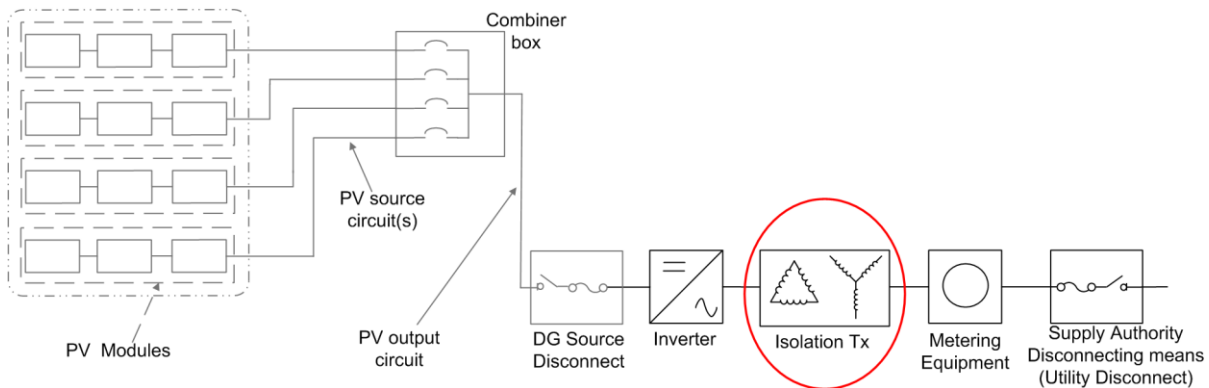 Combiner
box
PV source
circuit(s)
PV Modules
PV output
circuit
DG Source
Disconnect
Inverter
Isolation Tx
Metering
Equipment
Supply Authority
Disconnecting means
(Utility Disconnect)